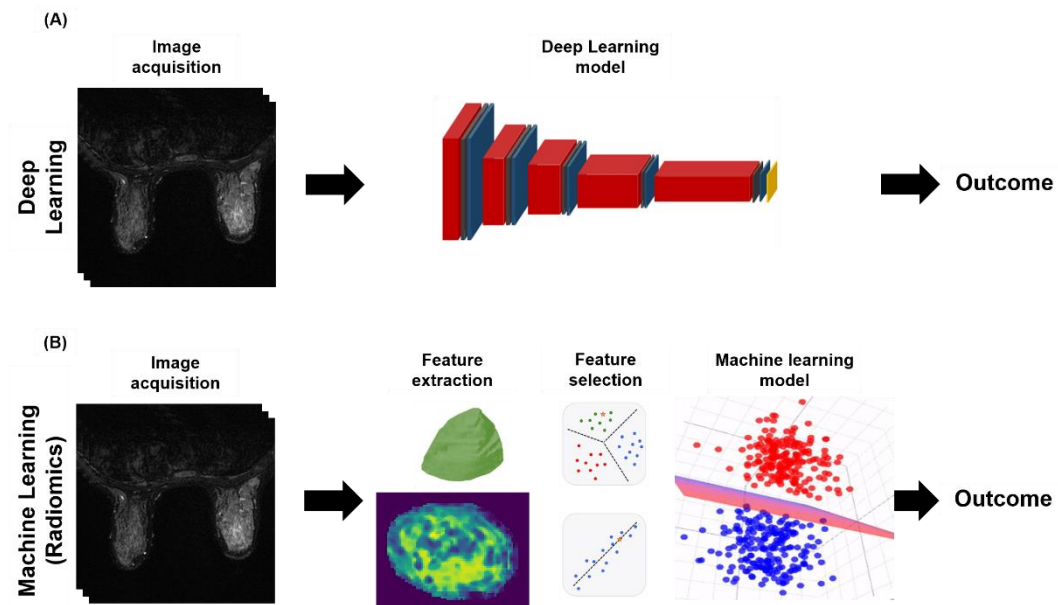 (A)
Image
acquisition
Deep Learning
model
Deep
Learning
Outcome
(B)
Image
acquisition
Feature
extraction
Feature
selection
Machine learning
model
Machine Learning
(Radiomics)
Outcome